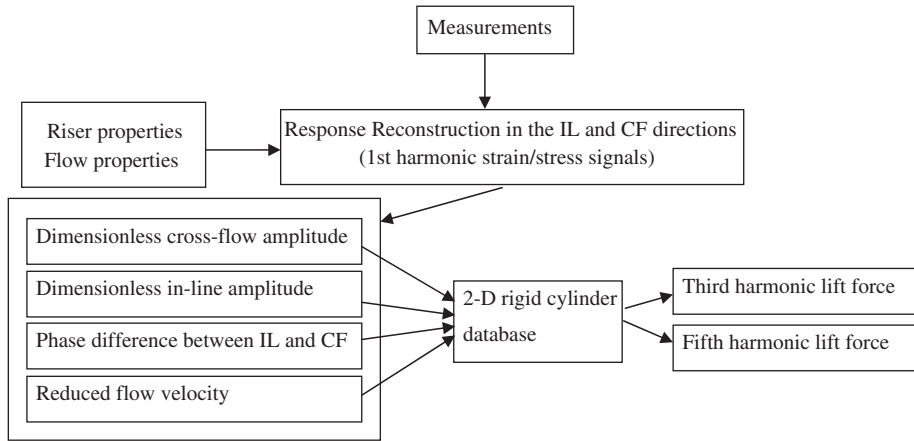 Measurements
Riser properties
Flow properties
Response Reconstruction in the IL and CF directions
(1st harmonic strain/stress signals)
Dimensionless cross-flow amplitude
Dimensionless in-line amplitude
Phase difference between IL and CF
Reduced flow velocity
2-D rigid cylinder
database
Third harmonic lift force
Fifth harmonic lift force